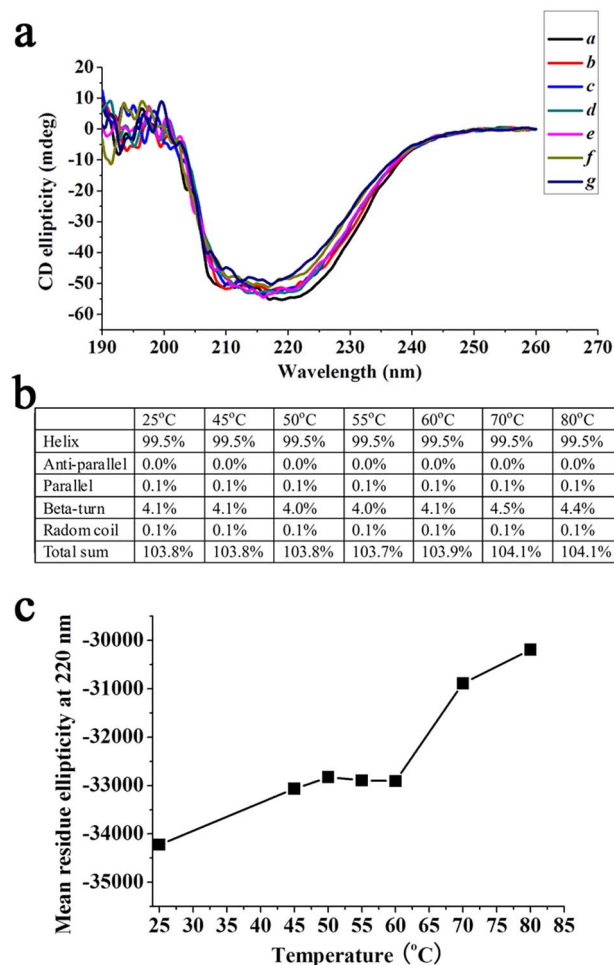 a
a
b
c
d
e
f
g
CD ellipticity (mdeg)
10
0
-10
-20
-30
-40
-50
-60
190 200 210 220 230 240 250 260 270
Wavelength (nm)
b
25°C 45°C 50°C 55°C 60°C 70°C 80°C
Helix 99.5% 99.5% 99.5% 99.5% 99.5% 99.5% 99.5%
Anti-parallel 0.0% 0.0% 0.0% 0.0% 0.0% 0.0% 0.0%
Parallel 0.1% 0.1% 0.1% 0.1% 0.1% 0.1% 0.1%
Beta-turn 4.1% 4.1% 4.0% 4.0% 4.1% 4.5% 4.4%
Radom coil 0.1% 0.1% 0.1% 0.1% 0.1% 0.1% 0.1%
Total sum 103.8% 103.8% 103.8% 103.7% 103.9% 104.1% 104.1%
c
Mean residue ellipticity at 220 nm
-30000
-31000
-32000
-33000
-34000
-35000
25 30 35 40 45 50 55 60 65 70 75 80 85
Temperature (°C)